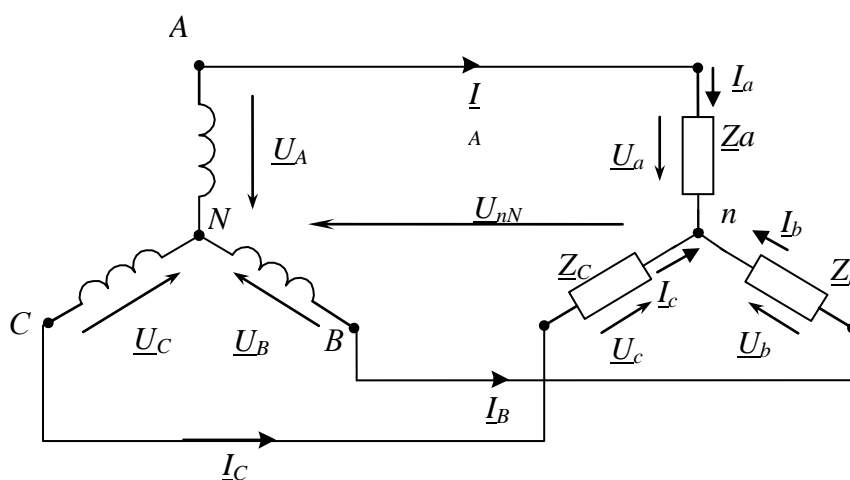 A
I_a
I
A
Za
U_A
U_a
N
U_nN
n
I_b
Z_C
I_c
C
U_C
U_B
B
U_c
U_b
I_B
I_C